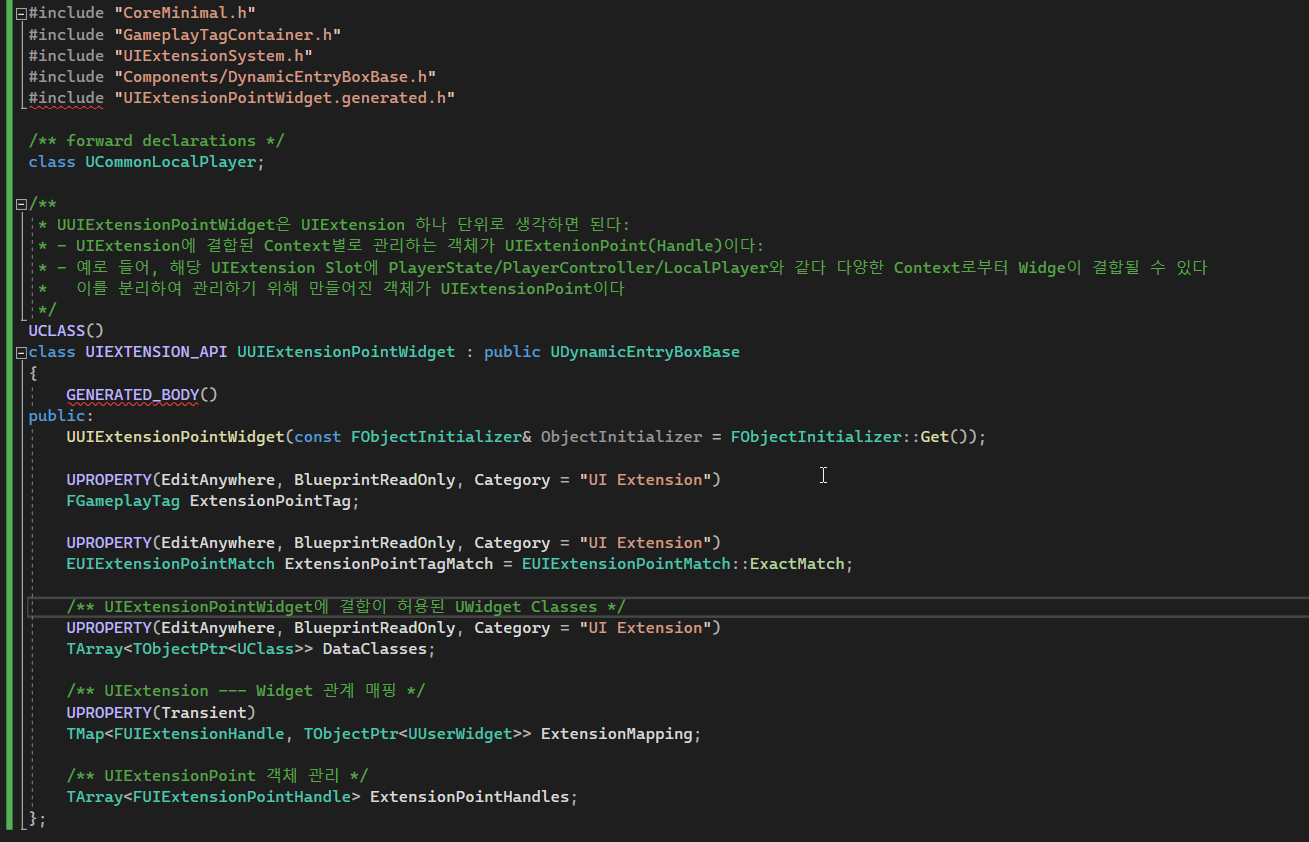 #include "CoreMinimal.h"
#include "GameplayTagContainer.h"
#include "UIExtensionSystem.h"
#include "Components/DynamicEntryBoxBase.h"
#include "UIExtensionPointWidget.generated.h"
/** forward declarations */
class UCommonLocalPlayer;
/**
* UUIExtensionPointWidget은 UIExtension 하나 단위로 생각하면 된다:
* - UIExtension에 결합된 Context별로 관리하는 객체가 UIExtenionPoint(Handle)이다:
* - 예로 들어, 해당 UIExtension Slot에 PlayerState/PlayerController/LocalPlayer와 같다 다양한 Context로부터 Widge이 결합될 수 있다
*   이를 분리하여 관리하기 위해 만들어진 객체가 UIExtensionPoint이다
*/
UCLASS()
class UIEXTENSION_API UUIExtensionPointWidget : public UDynamicEntryBoxBase
{
GENERATED_BODY()
public:
UUIExtensionPointWidget(const FObjectInitializer& ObjectInitializer = FObjectInitializer::Get());
UPROPERTY(EditAnywhere, BlueprintReadOnly, Category = "UI Extension")
FGameplayTag ExtensionPointTag;
UPROPERTY(EditAnywhere, BlueprintReadOnly, Category = "UI Extension")
EUIExtensionPointMatch ExtensionPointTagMatch = EUIExtensionPointMatch::ExactMatch;
/** UIExtensionPointWidget에 결합이 허용된 UWidget Classes */
UPROPERTY(EditAnywhere, BlueprintReadOnly, Category = "UI Extension")
TArray<TObjectPtr<UClass>> DataClasses;
/** UIExtension --- Widget 관계 매핑 */
UPROPERTY(Transient)
TMap<FUIExtensionHandle, TObjectPtr<UUserWidget>> ExtensionMapping;
/** UIExtensionPoint 객체 관리 */
TArray<FUIExtensionPointHandle> ExtensionPointHandles;
};